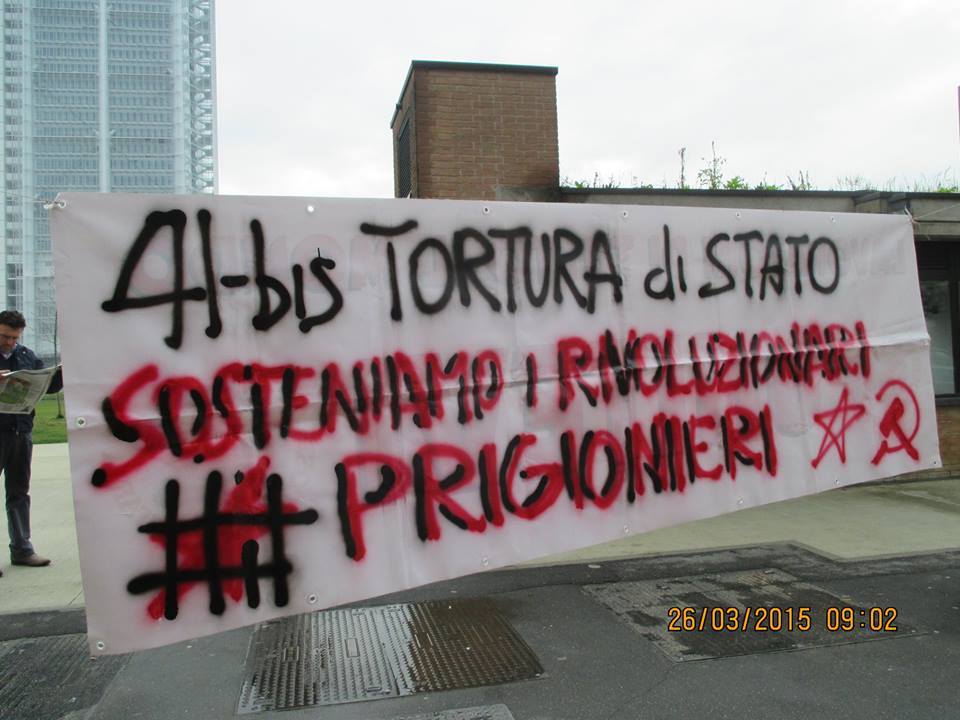 41-bis TORTURA di STATO
SOSTENIAMO I RIVOLUZIONARI
PRIGIONIERI
26/03/2015 09:02